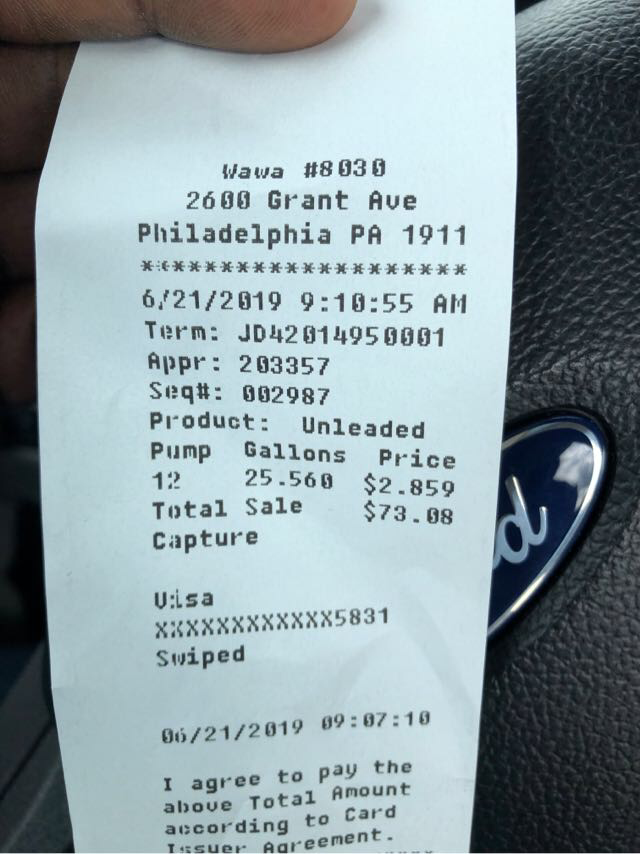 Wawa #8030
2600 Grant Ave
Philadelphia PA 1911
********************
6/21/2019 9:10:55 AM
Term: JD42014950001
Appr: 203357
Seq#: 002987
Product: Unleaded
Pump Gallons Price
12 25.560 $2.859
Total Sale $73.08
Capture
Visa
XXXXXXXXXXXX5831
Swiped
06/21/2019 09:07:10
I agree to pay the
above Total Amount
according to Card
Issuer Agreement.